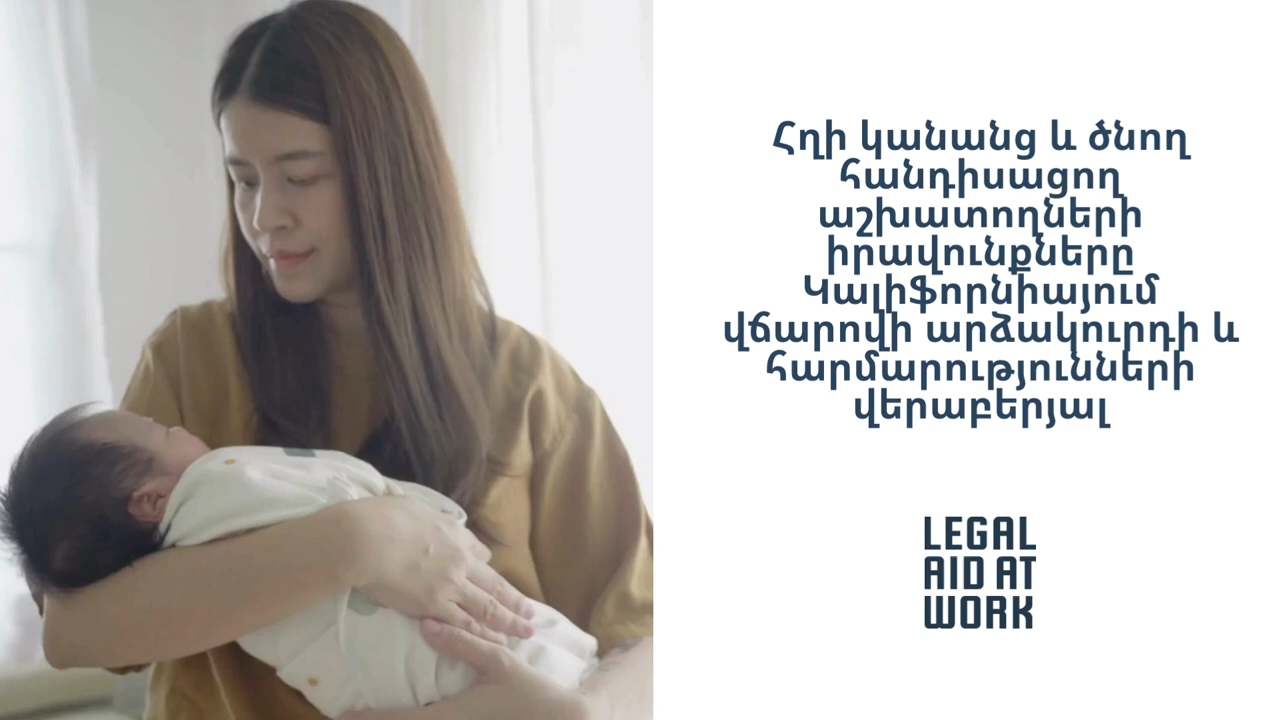 Հղի կանանց և ծնող
հանդիսացող
աշխատողների
իրավունքները
Կալիֆորնիայում
վճարովի արձակուրդի և
հարմարությունների
վերաբերյալ
LEGAL
AID AT
WORK